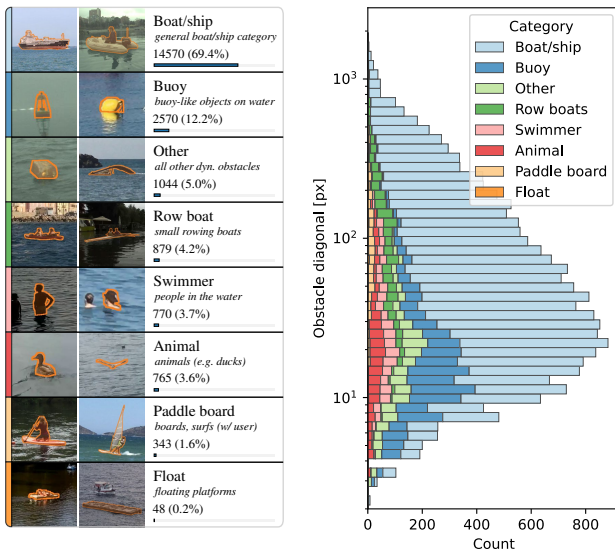 Boat/ship
general boat/ship category
14570 (69.4%)
Buoy
buoy-like objects on water
2570 (12.2%)
Other
all other dyn. obstacles
1044 (5.0%)
Row boat
small rowing boats
879 (4.2%)
Swimmer
people in the water
770 (3.7%)
Animal
animals (e.g. ducks)
765 (3.6%)
Paddle board
boards, surfs (w/ user)
343 (1.6%)
Float
floating platforms
48 (0.2%)
Category
Boat/ship
Buoy
Other
Row boats
Swimmer
Animal
Paddle board
Float
Obstacle diagonal [px]
10³
10²
10¹
0 200 400 600 800
Count